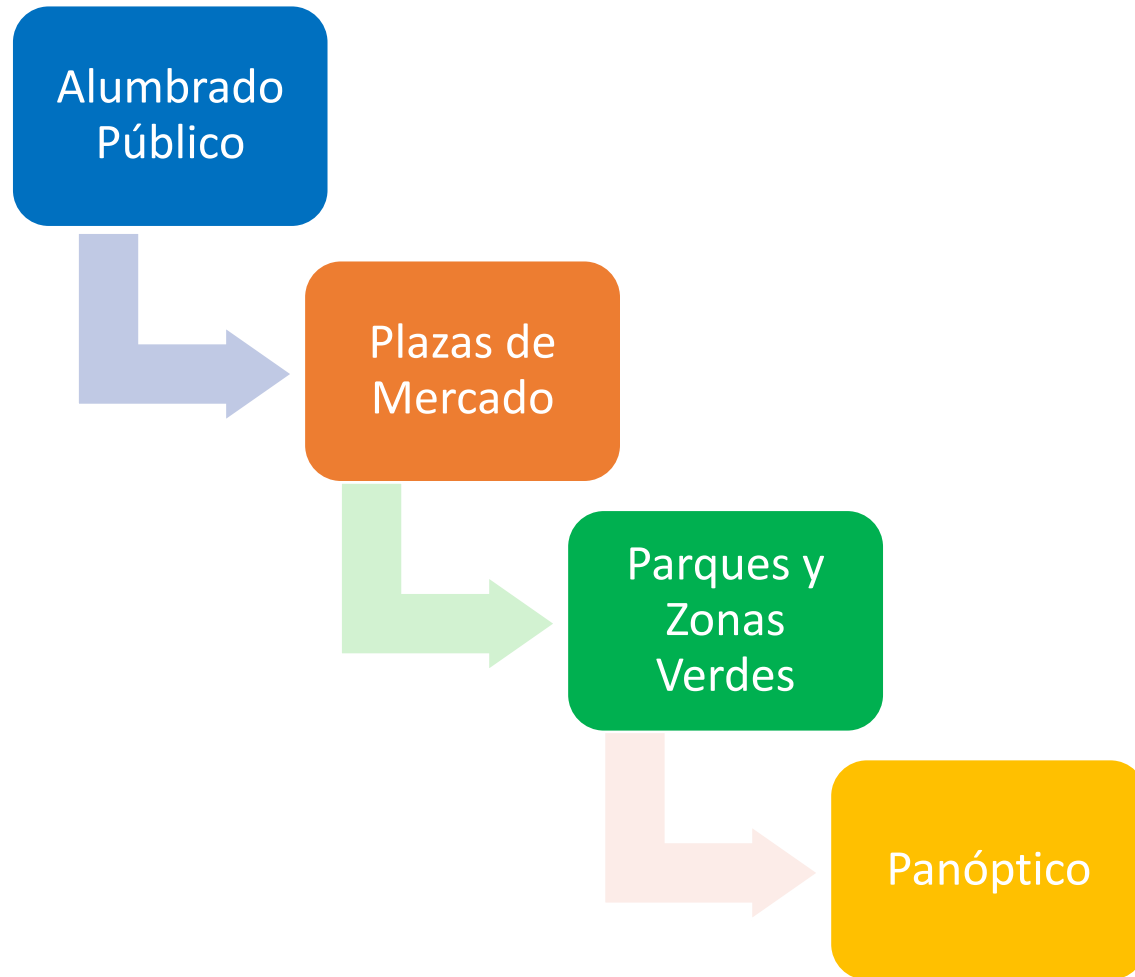 Alumbrado
Público
Plazas de
Mercado
Parques y
Zonas
Verdes
Panóptico